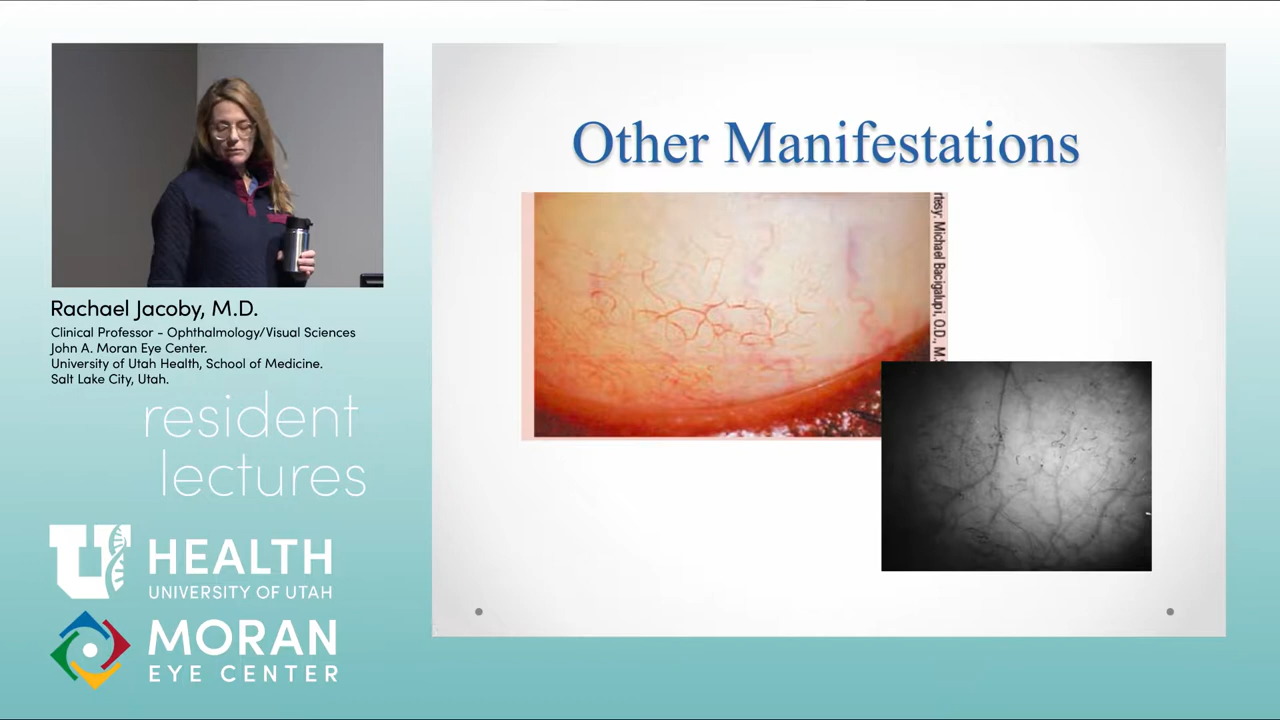 Rachael Jacoby, M.D.
Clinical Professor - Ophthalmology/Visual Sciences
John A. Moran Eye Center.
University of Utah Health, School of Medicine.
Salt Lake City, Utah.
resident
lectures
U HEALTH
UNIVERSITY OF UTAH
MORAN
EYE CENTER
Other Manifestations
Michael Bacigalupi, O.D.,